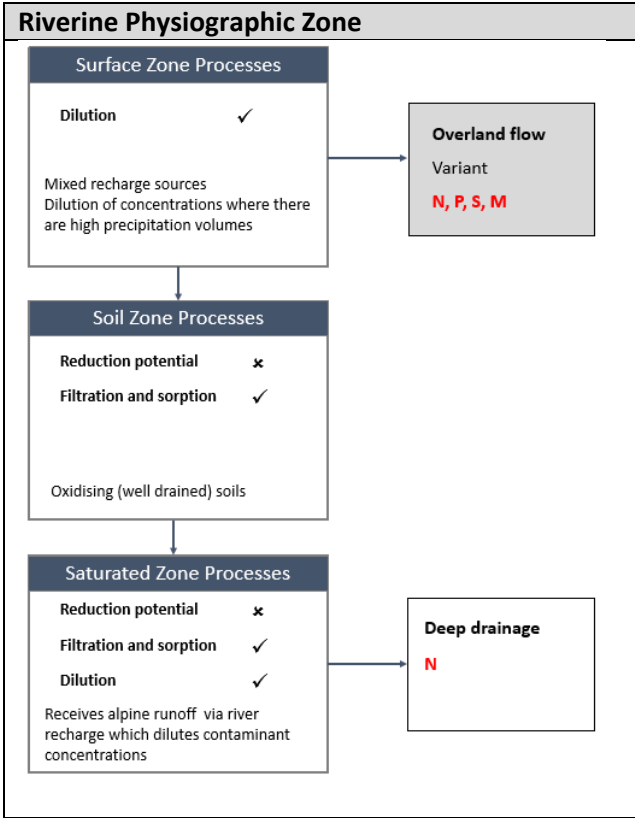 Riverine Physiographic Zone
Surface Zone Processes
Dilution ✓
Mixed recharge sources
Dilution of concentrations where there
are high precipitation volumes
Overland flow
Variant
N, P, S, M
Soil Zone Processes
Reduction potential ×
Filtration and sorption ✓
Oxidising (well drained) soils
Saturated Zone Processes
Reduction potential ×
Filtration and sorption ✓
Dilution ✓
Receives alpine runoff via river
recharge which dilutes contaminant
concentrations
Deep drainage
N